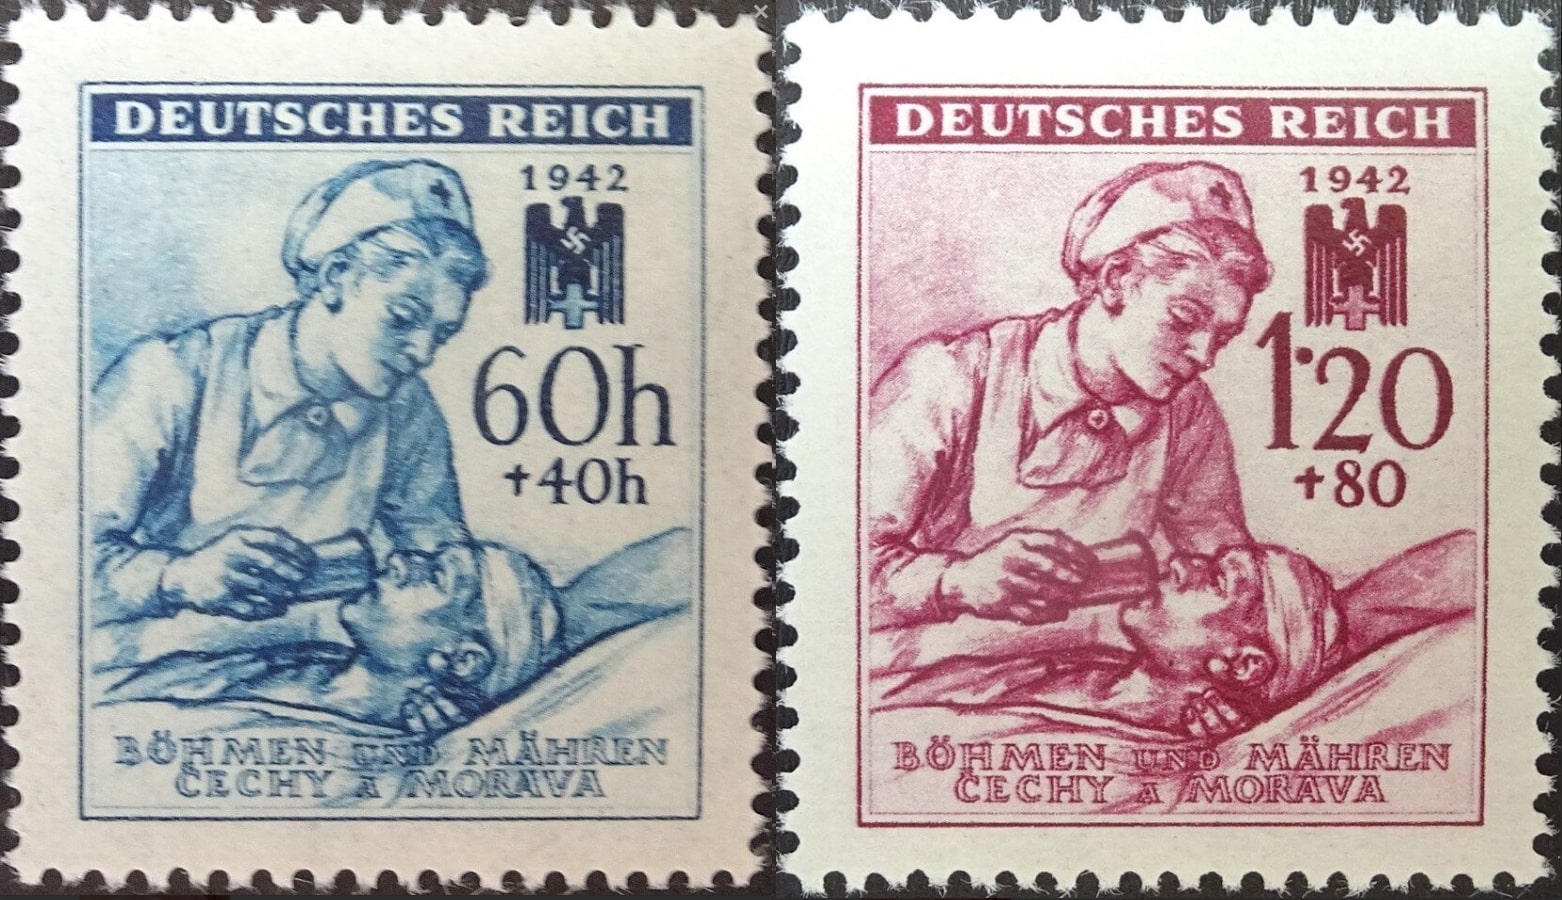 DEUTSCHES REICH
1942
60h
+40h
BÖHMEN UND MÄHREN
ČECHY A MORAVA
DEUTSCHES REICH
1942
1·20
+80
BÖHMEN UND MÄHREN
ČECHY A MORAVA